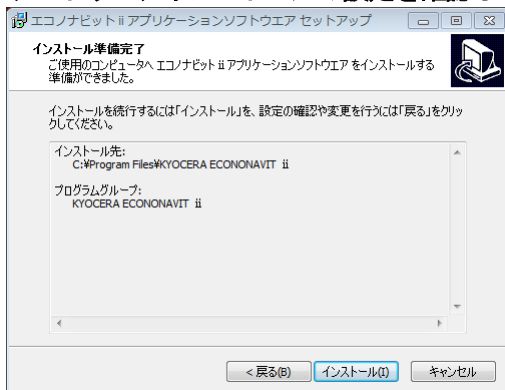 エコノナビット ii アプリケーションソフトウエア セットアップ
インストール準備完了
ご使用のコンピュータへ エコノナビット ii アプリケーションソフトウエア をインストールする
準備ができました。
インストールを続行するには「インストール」を、設定の確認や変更を行うには「戻る」をクリッ
クしてください。
インストール先:
C:¥Program Files¥KYOCERA ECONONAVIT ii
プログラムグループ:
KYOCERA ECONONAVIT ii
< 戻る(B)
インストール(I)
キャンセル